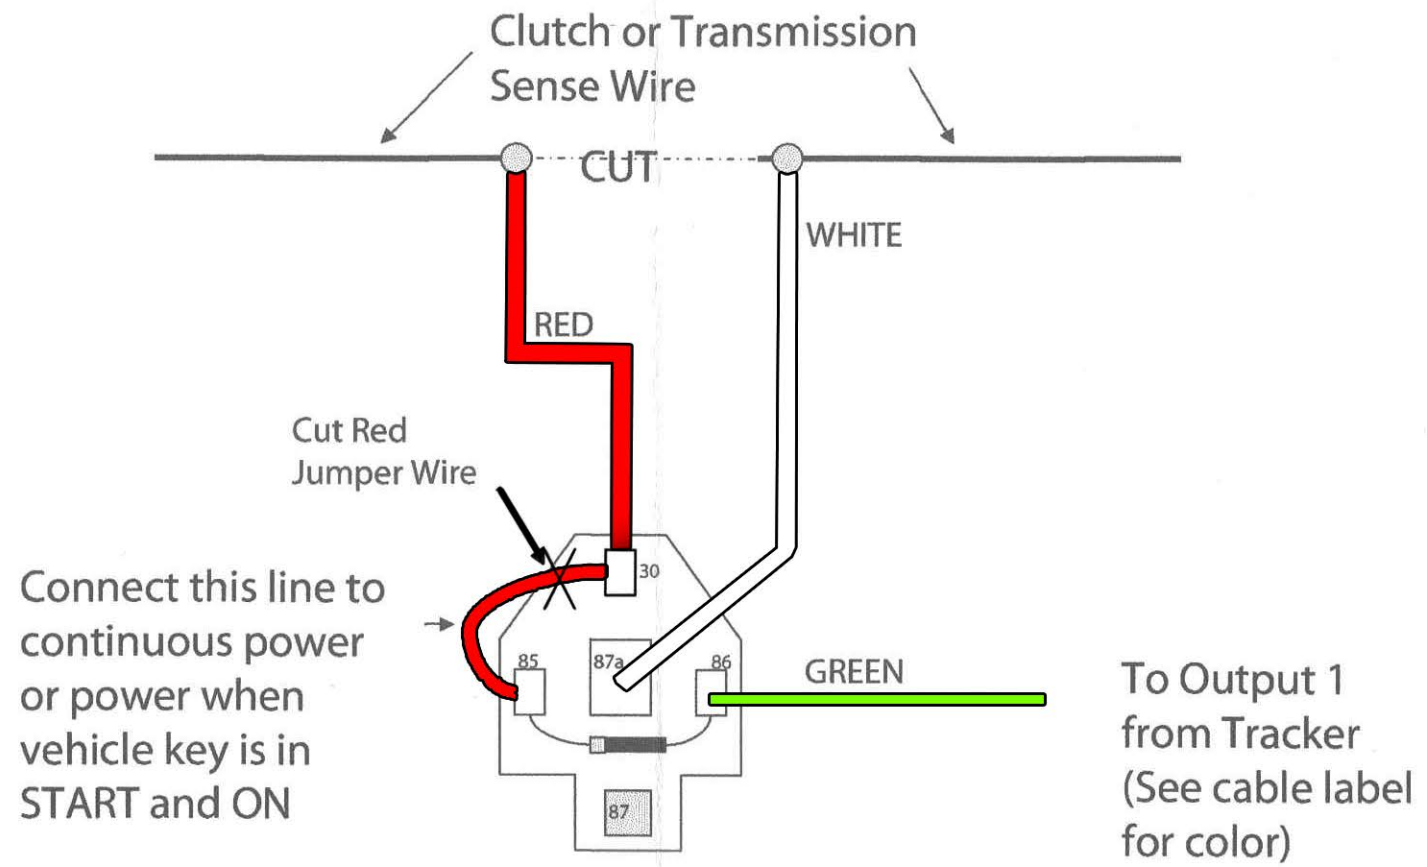 Clutch or Transmission
Sense Wire
CUT
WHITE
RED
Cut Red
Jumper Wire
30
Connect this line to
continuous power
or power when
vehicle key is in
START and ON
85
87a
86
GREEN
To Output 1
from Tracker
(See cable label
for color)
87